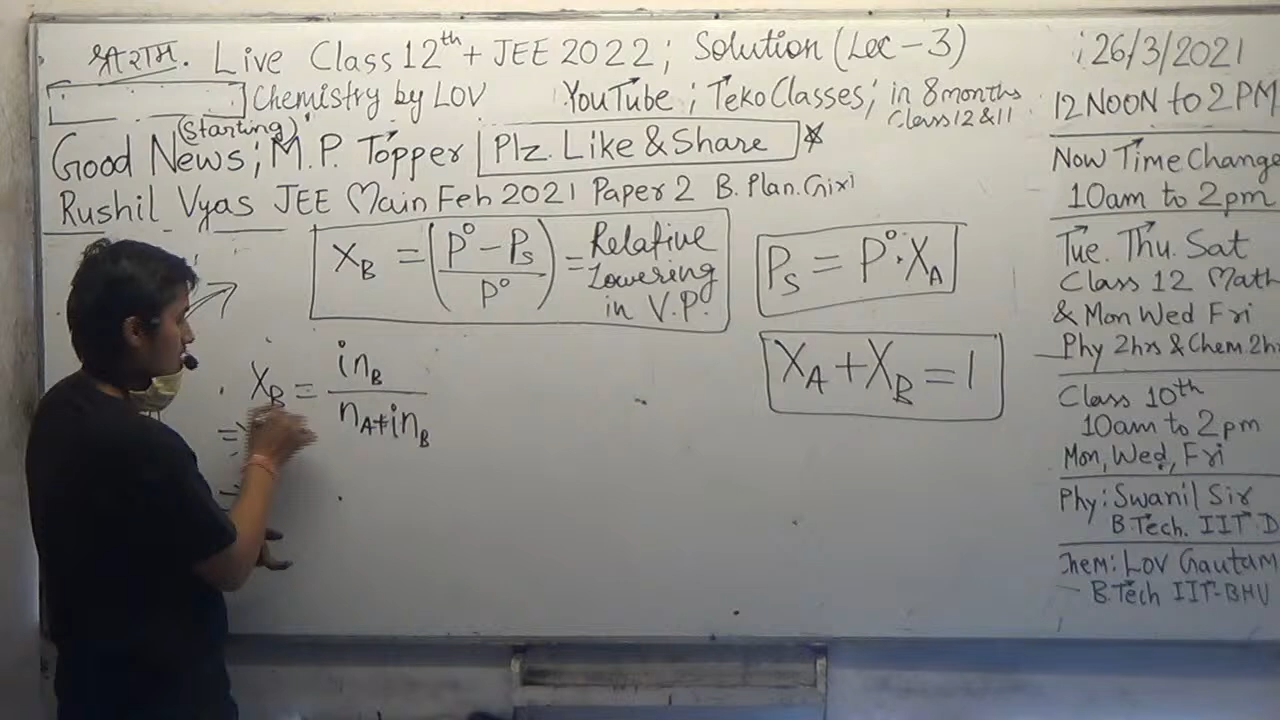 श्री राम. Live Class 12th + JEE 2022 ; Solution (Lec - 3)
Chemistry by LOV YouTube ; TekoClasses ; in 8 months
Class 12 & 11
(Starting)
Good News ; M.P. Topper Plz. Like & Share
Rushil Vyas JEE Main Feb 2021 Paper 2 B. Plan.
X_B = (P° - P_S / P°) = Relative Lowering in V.P.
P_S = P° · X_A
X_A + X_B = 1
X_B = in_B / n_A + in_B
=>
26/3/2021
12 NOON to 2 PM
Now Time Change
10am to 2pm
Tue. Thu. Sat
Class 12 Math
& Mon Wed Fri
Phy 2hrs & Chem. 2h
Class 10th
10am to 2pm
Mon, Wed, Fri
Phy : Swanil Sir
B.Tech. IIT D
Chem : Lov Gautam
B.Tech IIT-BHU